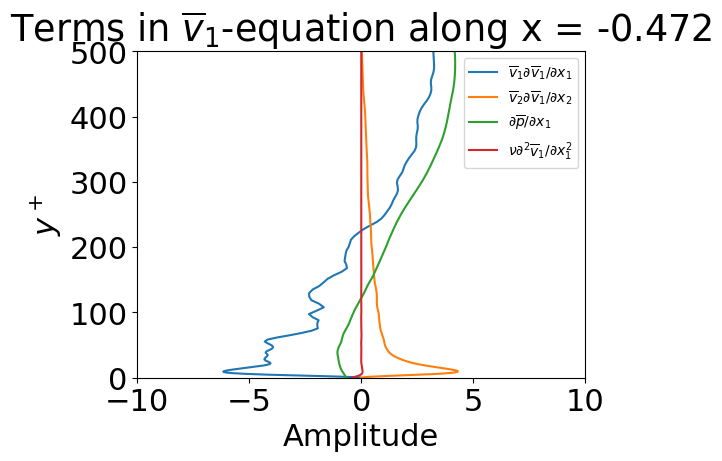 Terms in v̅₁-equation along x = -0.472
500
400
300
200
100
0
y⁺
−10
−5
0
5
10
Amplitude
v̅₁∂v̅₁/∂x₁
v̅₂∂v̅₁/∂x₂
∂p̅/∂x₁
ν∂²v̅₁/∂x₁²